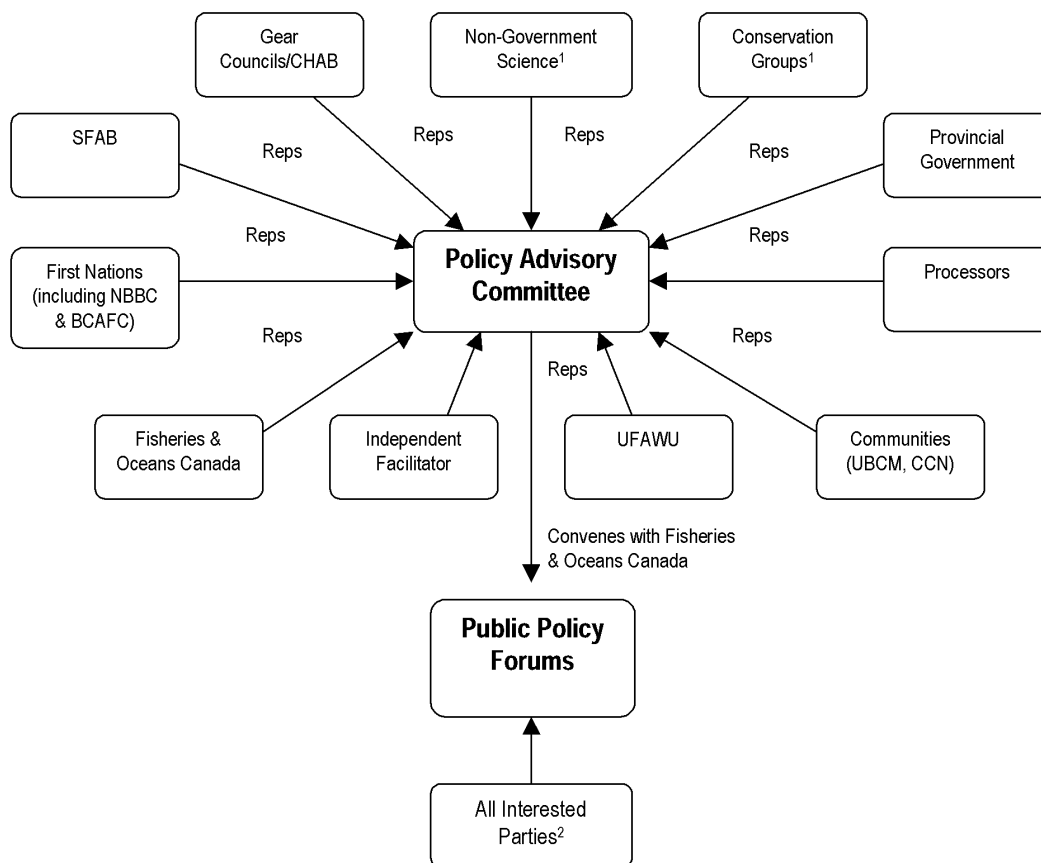 Gear
Councils/CHAB
Non-Government
Science¹
Conservation
Groups¹
SFAB
Reps
Reps
Reps
Reps
Provincial
Government
Reps
Reps
First Nations
(including NBBC
& BCAFC)
Policy Advisory
Committee
Processors
Reps
Reps
Reps
Fisheries &
Oceans Canada
Independent
Facilitator
UFAWU
Communities
(UBCM, CCN)
Convenes with Fisheries
& Oceans Canada
Public Policy
Forums
All Interested
Parties²